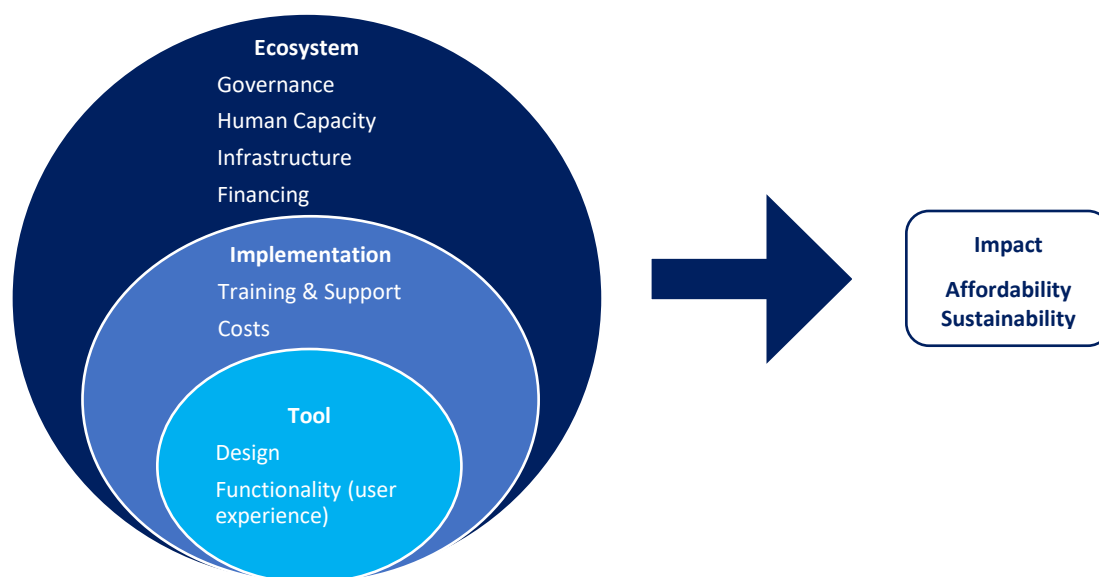 Ecosystem
Governance
Human Capacity
Infrastructure
Financing
Implementation
Training & Support
Costs
Tool
Design
Functionality (user
experience)
Impact
Affordability
Sustainability